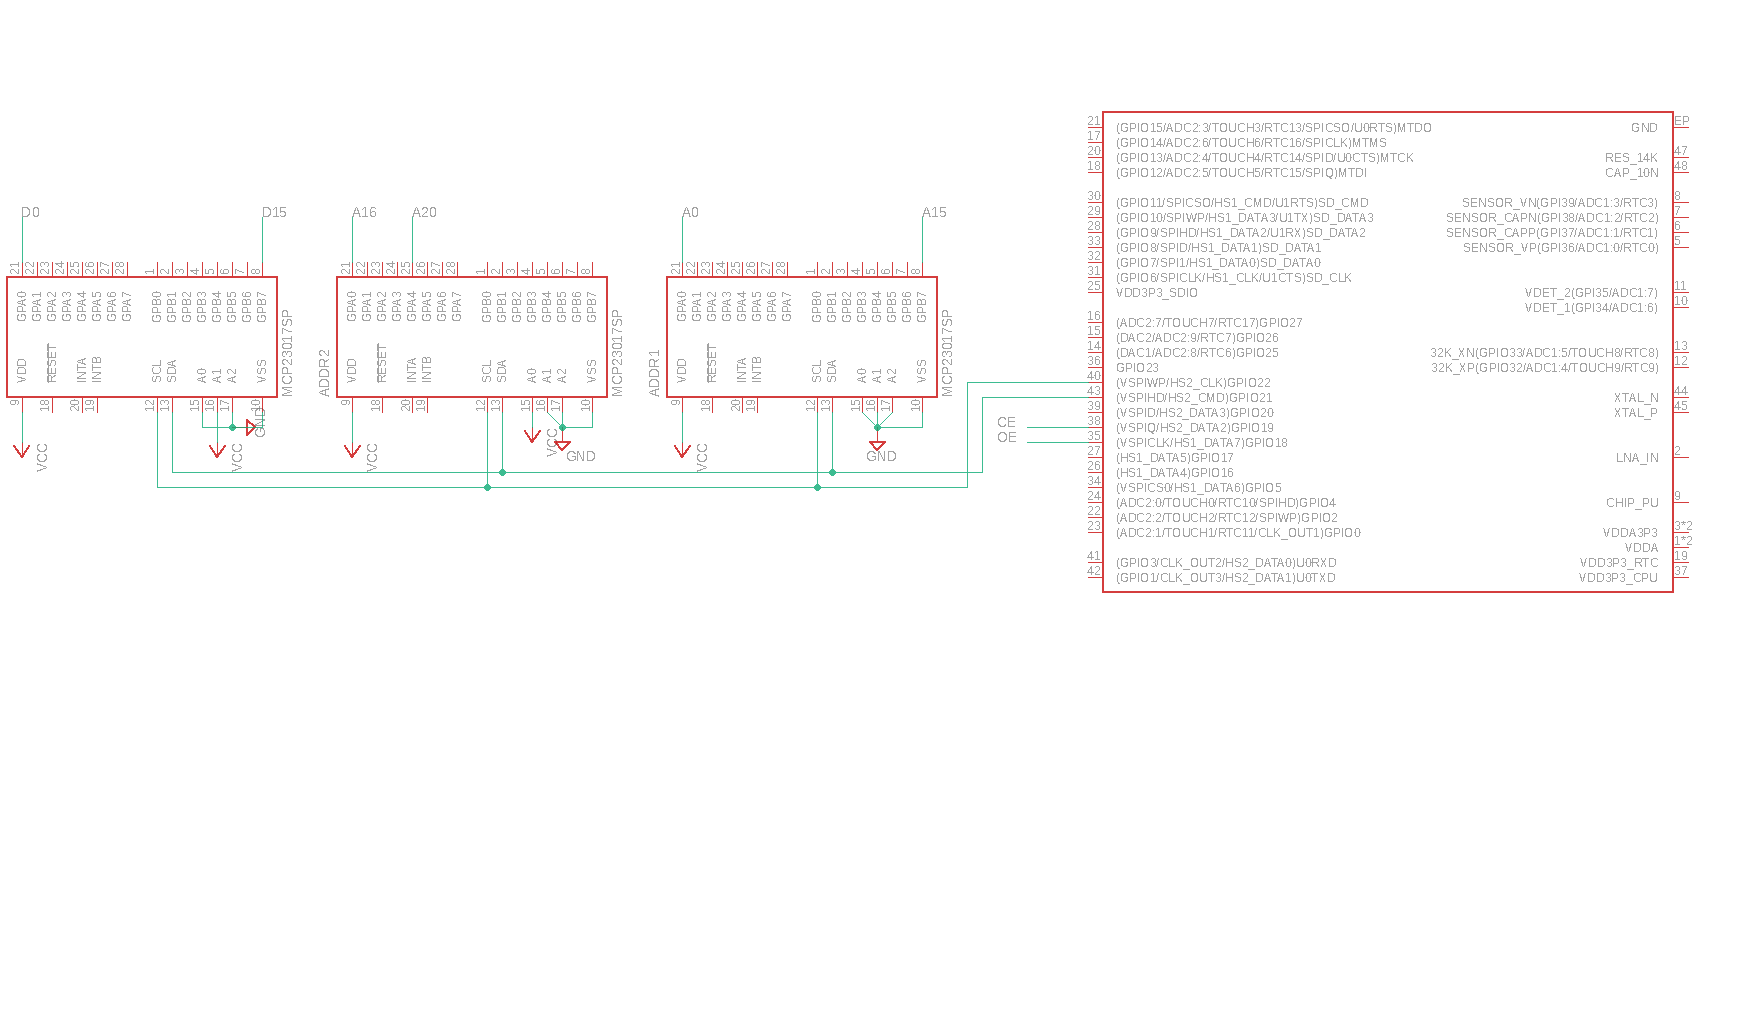 D0
D15
21
22
23
24
25
26
27
28
1
2
3
4
5
6
7
8
GPA0
GPA1
GPA2
GPA3
GPA4
GPA5
GPA6
GPA7
GPB0
GPB1
GPB2
GPB3
GPB4
GPB5
GPB6
GPB7
VDD
RESET
INTA
INTB
SCL
SDA
A0
A1
A2
VSS
MCP23017SP
9
18
20
19
12
13
15
16
17
10
VCC
VCC
GND
A16
A20
21
22
23
24
25
26
27
28
1
2
3
4
5
6
7
8
GPA0
GPA1
GPA2
GPA3
GPA4
GPA5
GPA6
GPA7
GPB0
GPB1
GPB2
GPB3
GPB4
GPB5
GPB6
GPB7
ADDR2
VDD
RESET
INTA
INTB
SCL
SDA
A0
A1
A2
VSS
MCP23017SP
9
18
20
19
12
13
15
16
17
10
VCC
VCC
GND
A0
A15
21
22
23
24
25
26
27
28
1
2
3
4
5
6
7
8
GPA0
GPA1
GPA2
GPA3
GPA4
GPA5
GPA6
GPA7
GPB0
GPB1
GPB2
GPB3
GPB4
GPB5
GPB6
GPB7
ADDR1
VDD
RESET
INTA
INTB
SCL
SDA
A0
A1
A2
VSS
MCP23017SP
9
18
20
19
12
13
15
16
17
10
VCC
GND
CE
OE
21 (GPIO15/ADC2:3/TOUCH3/RTC13/SPICSO/U0RTS)MTDO
17 (GPIO14/ADC2:6/TOUCH6/RTC16/SPICLK)MTMS
20 (GPIO13/ADC2:4/TOUCH4/RTC14/SPID/U0CTS)MTCK
18 (GPIO12/ADC2:5/TOUCH5/RTC15/SPIQ)MTDI
30 (GPIO11/SPICSO/HS1_CMD/U1RTS)SD_CMD
29 (GPIO10/SPIWP/HS1_DATA3/U1TX)SD_DATA3
28 (GPIO9/SPIHD/HS1_DATA2/U1RX)SD_DATA2
33 (GPIO8/SPID/HS1_DATA1)SD_DATA1
32 (GPIO7/SPI1/HS1_DATA0)SD_DATA0
31 (GPIO6/SPICLK/HS1_CLK/U1CTS)SD_CLK
25 VDD3P3_SDIO
16 (ADC2:7/TOUCH7/RTC17)GPIO27
15 (DAC2/ADC2:9/RTC7)GPIO26
14 (DAC1/ADC2:8/RTC6)GPIO25
36 GPIO23
40 (VSPIWP/HS2_CLK)GPIO22
43 (VSPIHD/HS2_CMD)GPIO21
39 (VSPID/HS2_DATA3)GPIO20
38 (VSPIQ/HS2_DATA2)GPIO19
35 (VSPICLK/HS1_DATA7)GPIO18
27 (HS1_DATA5)GPIO17
26 (HS1_DATA4)GPIO16
34 (VSPICS0/HS1_DATA6)GPIO5
24 (ADC2:0/TOUCH0/RTC10/SPIHD)GPIO4
22 (ADC2:2/TOUCH2/RTC12/SPIWP)GPIO2
23 (ADC2:1/TOUCH1/RTC11/CLK_OUT1)GPIO0
41 (GPIO3/CLK_OUT2/HS2_DATA0)U0RXD
42 (GPIO1/CLK_OUT3/HS2_DATA1)U0TXD
GND EP
RES_14K 47
CAP_10N 48
SENSOR_VN(GPI39/ADC1:3/RTC3) 8
SENSOR_CAPN(GPI38/ADC1:2/RTC2) 7
SENSOR_CAPP(GPI37/ADC1:1/RTC1) 6
SENSOR_VP(GPI36/ADC1:0/RTC0) 5
VDET_2(GPI35/ADC1:7) 11
VDET_1(GPI34/ADC1:6) 10
32K_XN(GPIO33/ADC1:5/TOUCH8/RTC8) 13
32K_XP(GPIO32/ADC1:4/TOUCH9/RTC9) 12
XTAL_N 44
XTAL_P 45
LNA_IN 2
CHIP_PU 9
VDDA3P3 3*2
VDDA 1*2
VDD3P3_RTC 19
VDD3P3_CPU 37